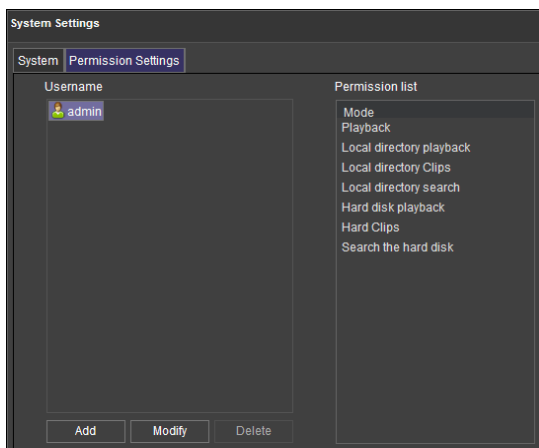 System Settings
System Permission Settings
Username
admin
Add Modify Delete
Permission list
Mode
Playback
Local directory playback
Local directory Clips
Local directory search
Hard disk playback
Hard Clips
Search the hard disk